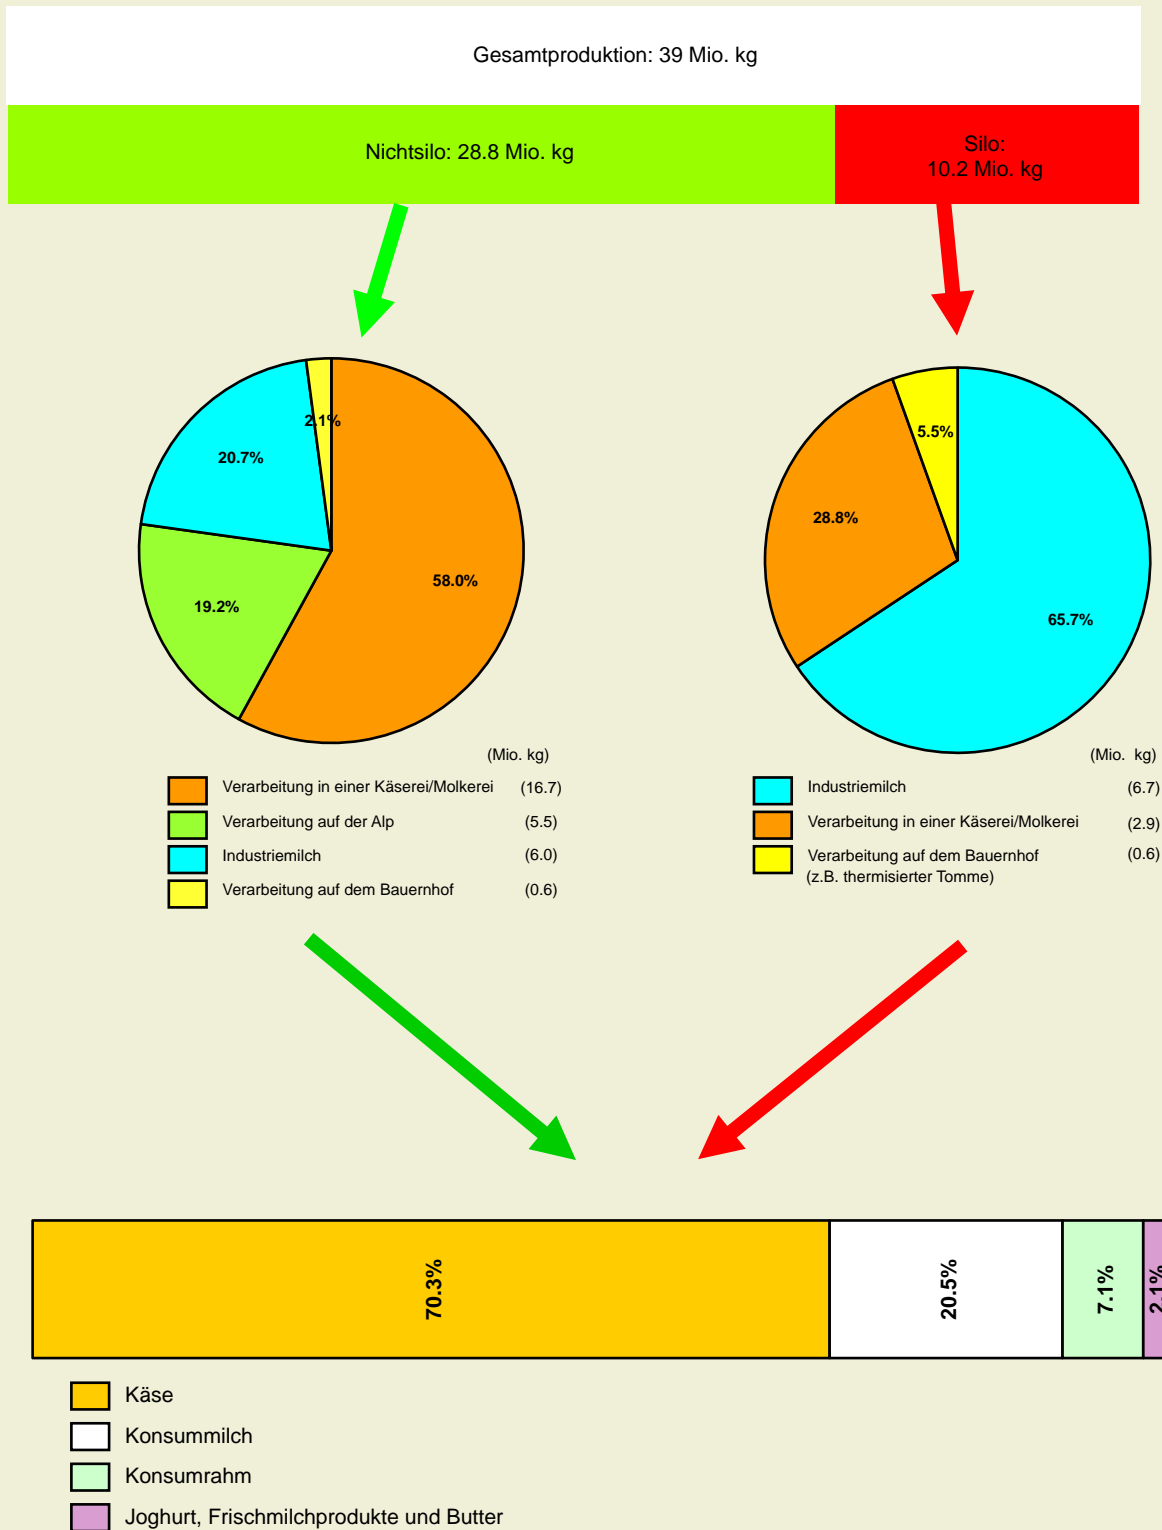 Gesamtproduktion: 39 Mio. kg
Nichtsilo: 28.8 Mio. kg
Silo:
10.2 Mio. kg
2.1%
20.7%
19.2%
58.0%
5.5%
28.8%
65.7%
(Mio. kg)
Verarbeitung in einer Käserei/Molkerei (16.7)
Verarbeitung auf der Alp (5.5)
Industriemilch (6.0)
Verarbeitung auf dem Bauernhof (0.6)
(Mio. kg)
Industriemilch (6.7)
Verarbeitung in einer Käserei/Molkerei (2.9)
Verarbeitung auf dem Bauernhof (0.6)
(z.B. thermisierter Tomme)
70.3%
20.5%
7.1%
2.1%
Käse
Konsummilch
Konsumrahm
Joghurt, Frischmilchprodukte und Butter